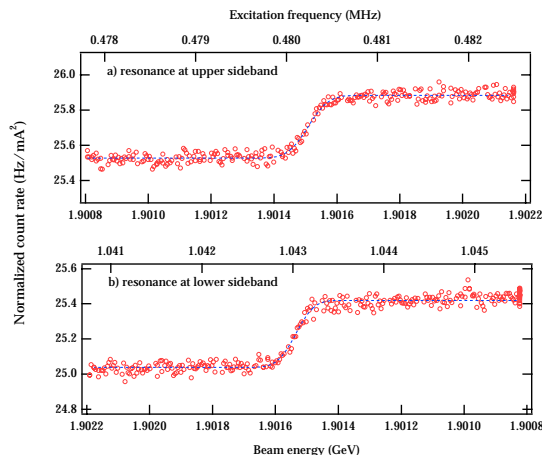 Excitation frequency (MHz)
0.478 0.479 0.480 0.481 0.482
26.0
a) resonance at upper sideband
25.8
25.6
25.4
1.9008 1.9010 1.9012 1.9014 1.9016 1.9018 1.9020 1.9022
Normalized count rate (Hz/mA²)
1.041 1.042 1.043 1.044 1.045
25.6
b) resonance at lower sideband
25.4
25.2
25.0
24.8
1.9022 1.9020 1.9018 1.9016 1.9014 1.9012 1.9010 1.9008
Beam energy (GeV)